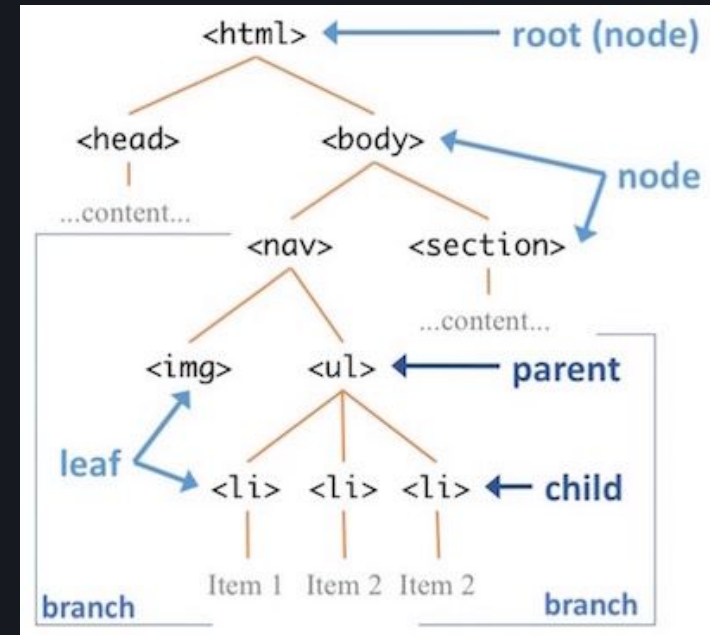 <html> root (node)
<head> <body>
node
...content...
<nav> <section>
...content...
<img> <ul> parent
leaf
<li> <li> <li> child
Item 1 Item 2 Item 2
branch branch